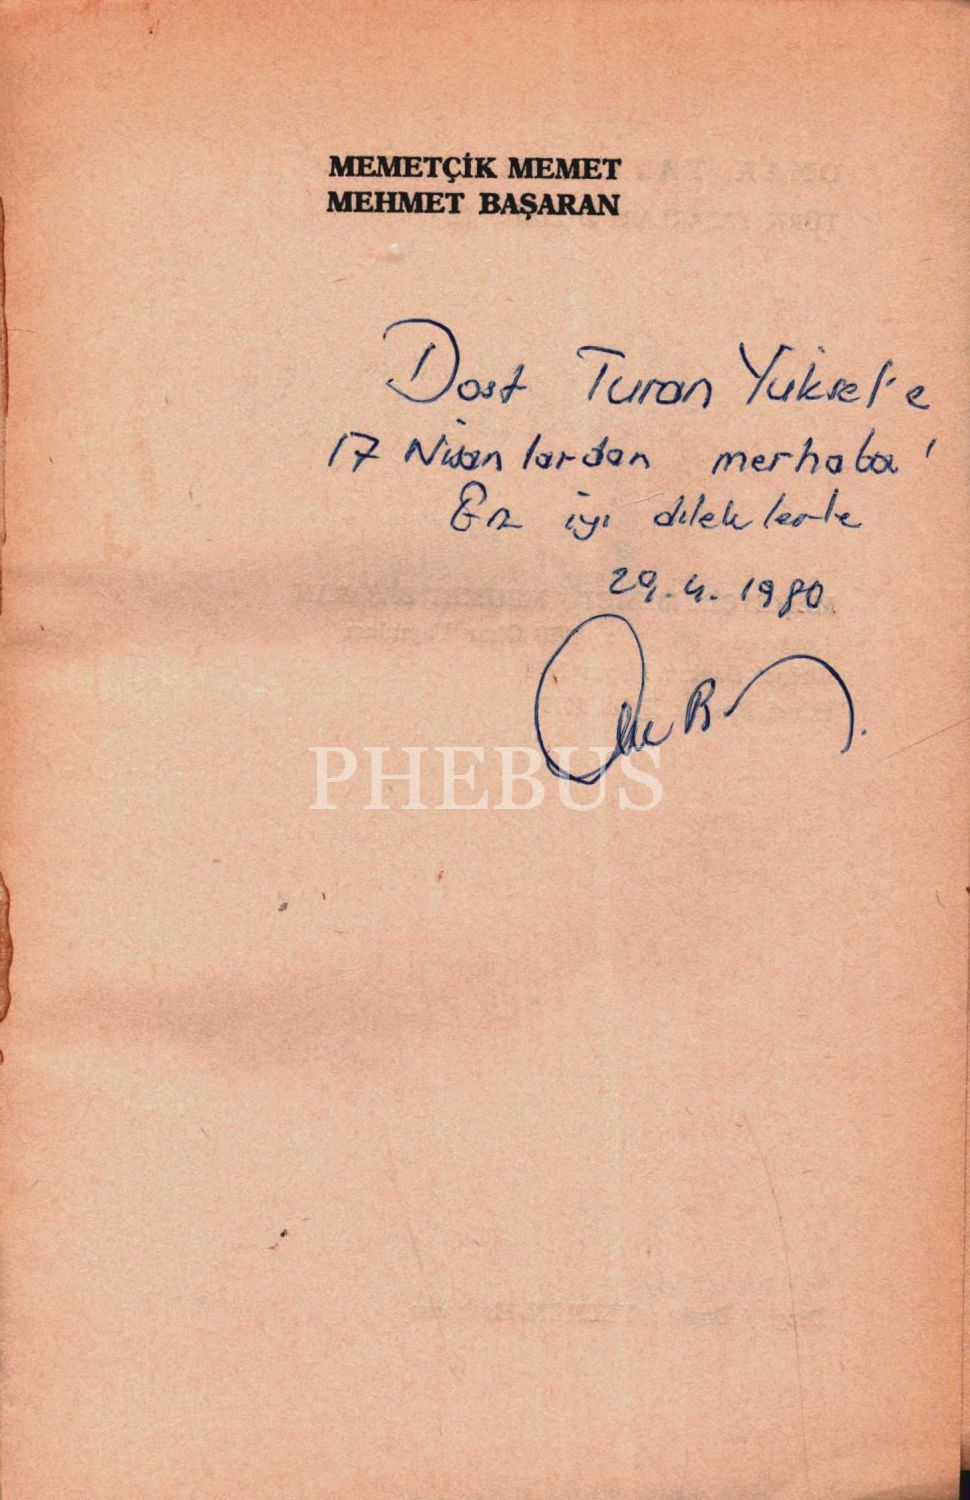 MEMETÇİK MEMET
MEHMET BAŞARAN
Dost Turan Yüksel'e
17 Nisanlardan merhaba!
En iyi dileklerle
29.4.1980
PHEBUS